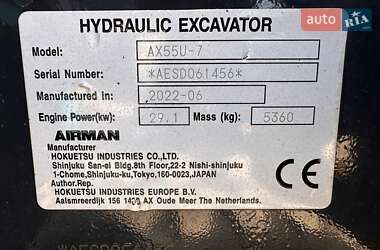 auto.RIA.com
HYDRAULIC EXCAVATOR
Model: AX55U-7
Serial Number: *AESD061456*
Manufactured in: 2022-06
Engine Power(kw) 29.1 Mass (kg) 5360
AIRMAN
Manufacturer
HOKUETSU INDUSTRIES CO.,LTD.
Shinjuku San-ei Bldg.8th Floor,22-2 Nishi-shinjuku
1-Chome,Shinjuku-ku,Tokyo,160-0023,JAPAN
Author.Rep.
HOKUETSU INDUSTRIES EUROPE B.V.
Aalsmeerderdijk 156 AX Oude Meer The Netherlands.